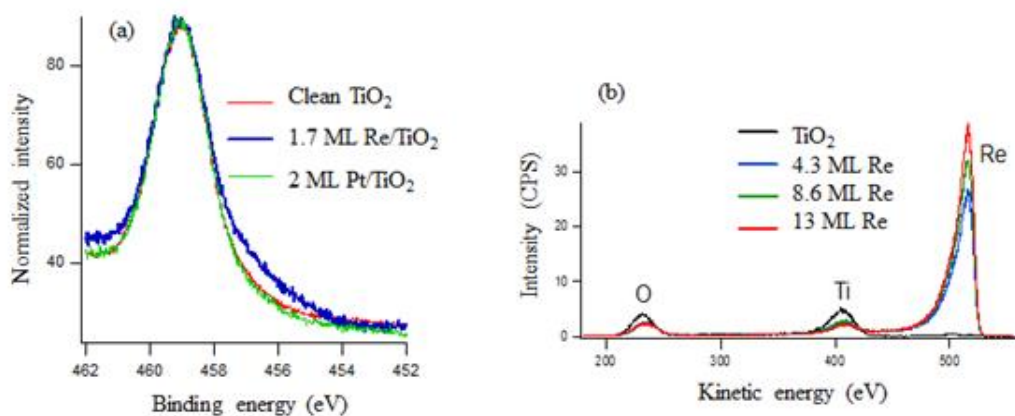 (a)
Clean TiO₂
1.7 ML Re/TiO₂
2 ML Pt/TiO₂
Normalized intensity
80
60
40
462 460 458 456 454 452
Binding energy (eV)
(b)
TiO₂
4.3 ML Re
8.6 ML Re
13 ML Re
Re
O
Ti
Intensity (CPS)
30
20
10
0
200 300 400 500
Kinetic energy (eV)